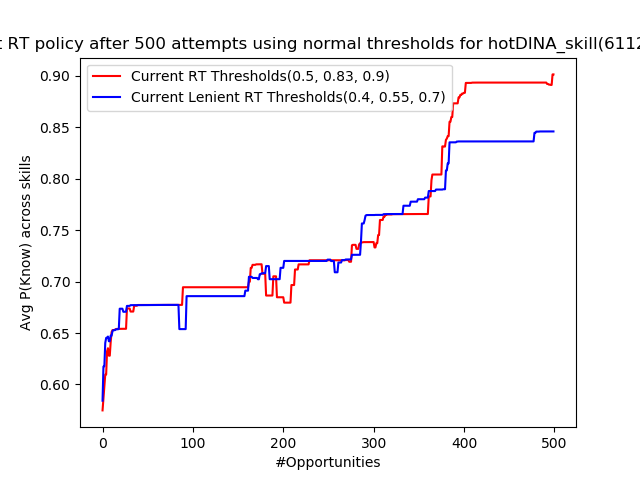 RT policy after 500 attempts using normal thresholds for hotDINA_skill(6112
Current RT Thresholds(0.5, 0.83, 0.9)
Current Lenient RT Thresholds(0.4, 0.55, 0.7)
0.90
0.85
0.80
0.75
0.70
0.65
0.60
Avg P(Know) across skills
0 100 200 300 400 500
#Opportunities